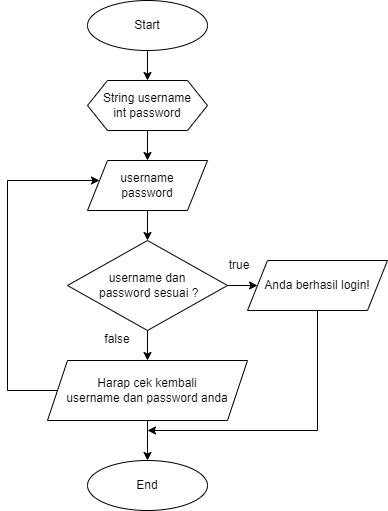 Start
String username
int password
username
password
username dan
password sesuai ?
true
Anda berhasil login!
false
Harap cek kembali
username dan password anda
End